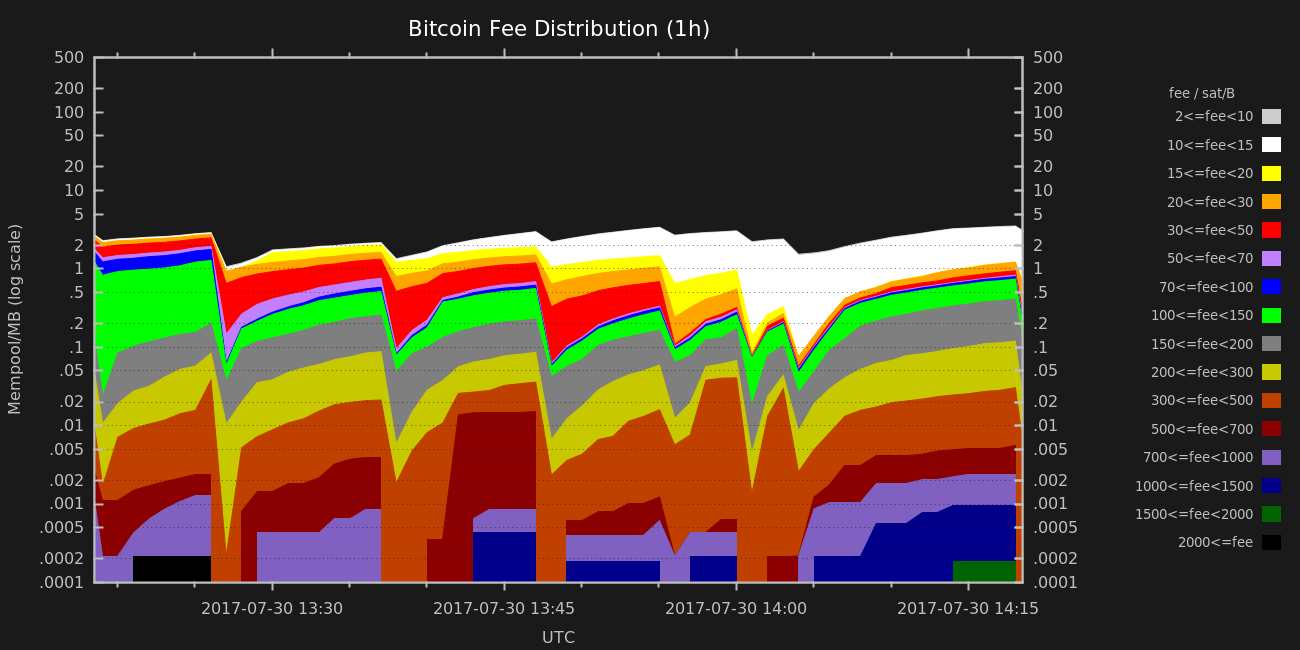 Bitcoin Fee Distribution (1h)
500 500
200 200
100 100
50 50
20 20
10 10
5 5
2 2
1 1
.5 .5
.2 .2
.1 .1
.05 .05
.02 .02
.01 .01
.005 .005
.002 .002
.001 .001
.0005 .0005
.0002 .0002
.0001 .0001
Mempool/MB (log scale)
2017-07-30 13:30 2017-07-30 13:45 2017-07-30 14:00 2017-07-30 14:15
UTC
fee / sat/B
2<=fee<10
10<=fee<15
15<=fee<20
20<=fee<30
30<=fee<50
50<=fee<70
70<=fee<100
100<=fee<150
150<=fee<200
200<=fee<300
300<=fee<500
500<=fee<700
700<=fee<1000
1000<=fee<1500
1500<=fee<2000
2000<=fee